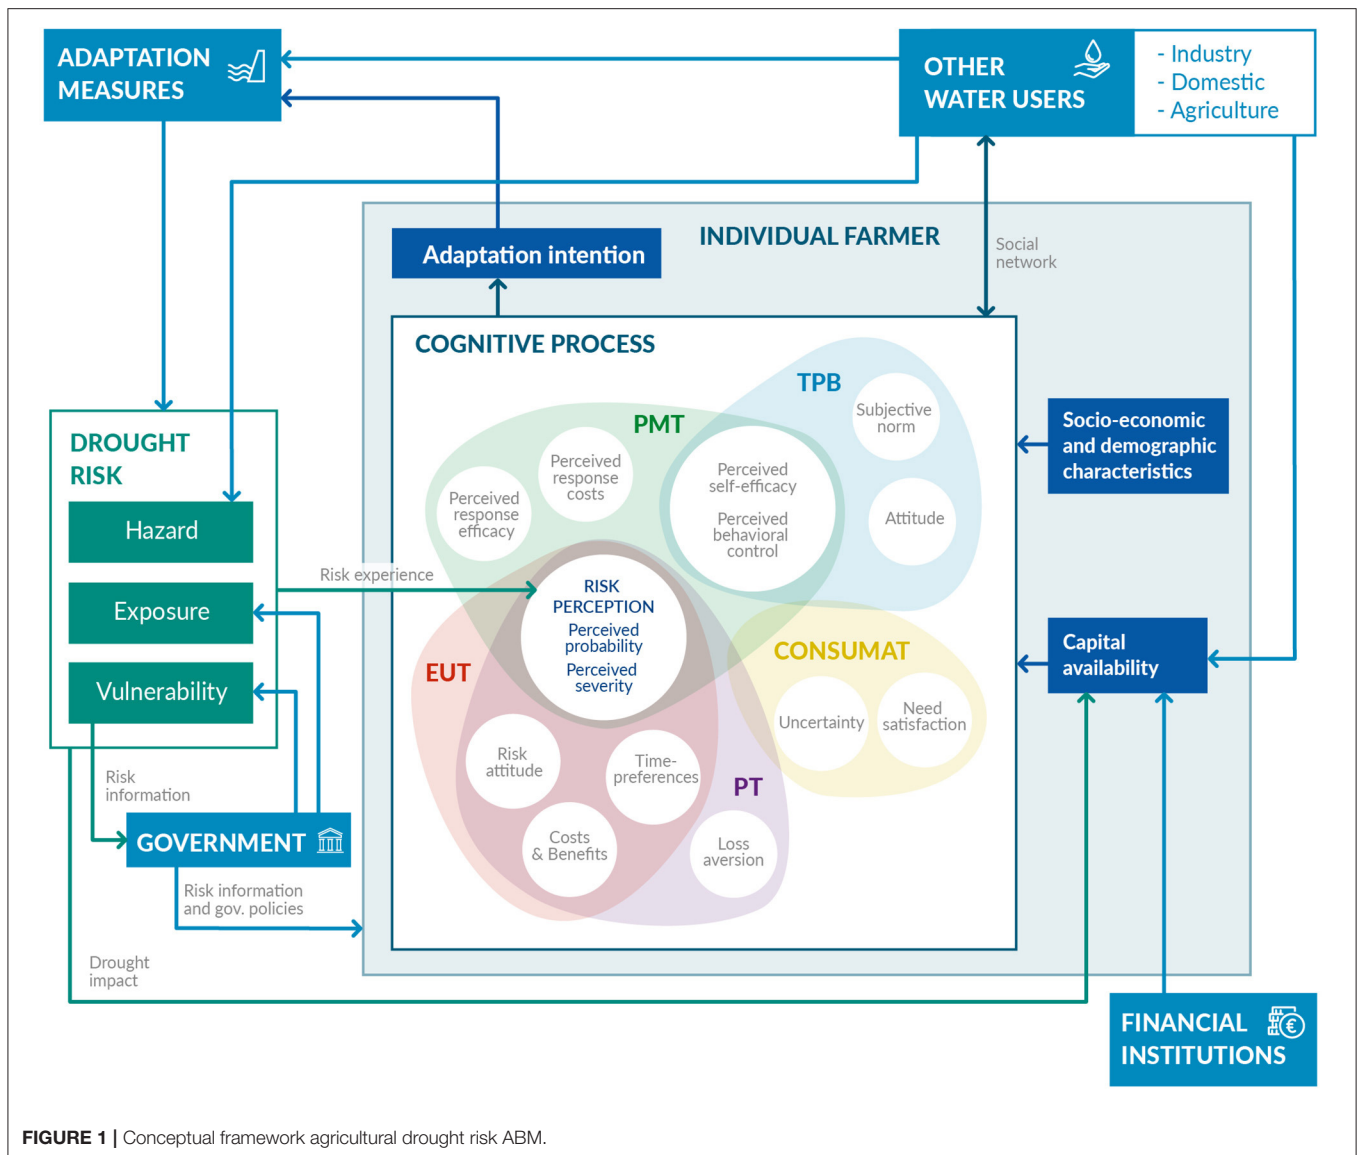 ADAPTATION
MEASURES
OTHER
WATER USERS
- Industry
- Domestic
- Agriculture
INDIVIDUAL FARMER
Adaptation intention
Social
network
COGNITIVE PROCESS
TPB
Subjective
norm
Attitude
PMT
Perceived
response
costs
Perceived
response
efficacy
Perceived
self-efficacy
Perceived
behavioral
control
Socio-economic
and demographic
characteristics
DROUGHT
RISK
Hazard
Exposure
Vulnerability
Risk experience
RISK
PERCEPTION
Perceived
probability
Perceived
severity
EUT
Risk
attitude
Time-
preferences
Costs
& Benefits
PT
Loss
aversion
CONSUMAT
Uncertainty
Need
satisfaction
Capital
availability
Risk
information
GOVERNMENT
Risk information
and gov. policies
Drought
impact
FINANCIAL
INSTITUTIONS
€
FIGURE 1 | Conceptual framework agricultural drought risk ABM.